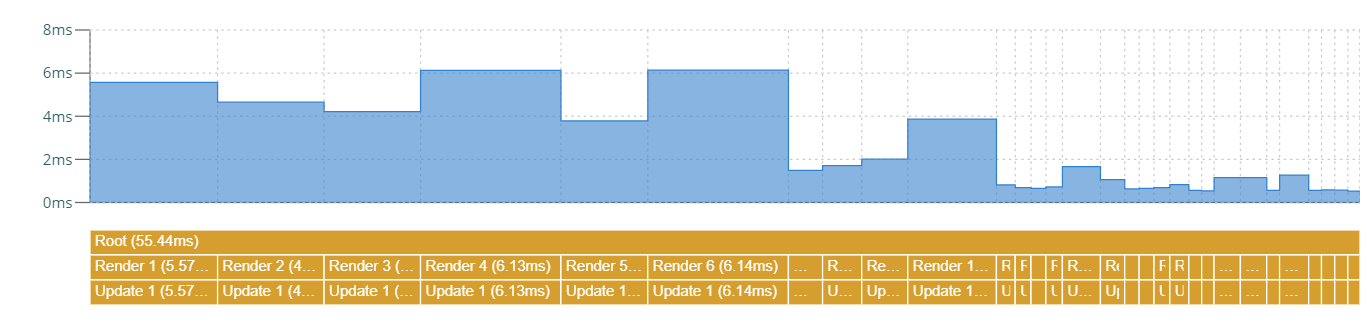 8ms
6ms
4ms
2ms
0ms
Root (55.44ms)
Render 1 (5.57... Render 2 (4... Render 3 (... Render 4 (6.13ms) Render 5... Render 6 (6.14ms) ... R... Re... Render 1... R F F R... Re F R ... ... ...
Update 1 (5.57... Update 1 (4... Update 1 (... Update 1 (6.13ms) Update 1... Update 1 (6.14ms) ... U... Up... Update 1... U U U U... Up U U ... ... ...